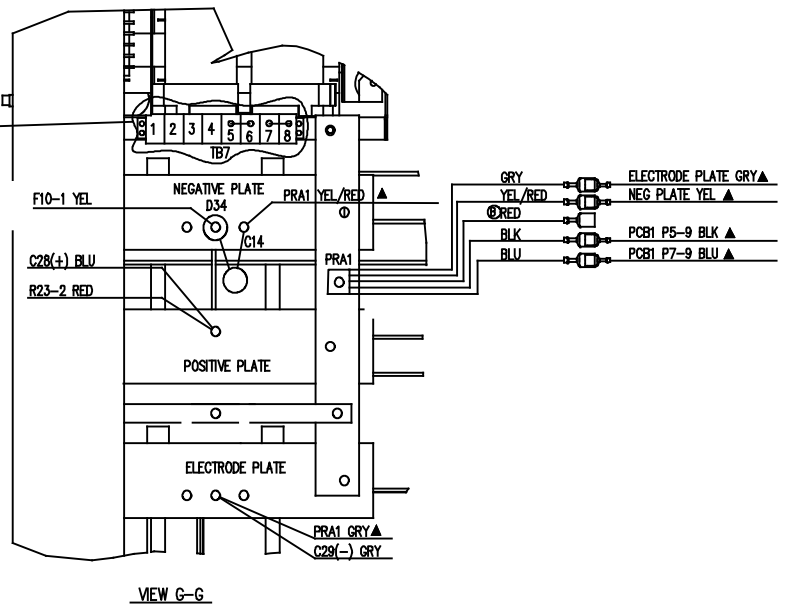 1 2 3 4 5 6 7 8
TB7
NEGATIVE PLATE
F10-1 YEL
D34
PRA1 YEL/RED ▲
C14
C28(+) BLU
PRA1
R23-2 RED
POSITIVE PLATE
ELECTRODE PLATE
PRA1 GRY▲
C29(-) GRY
GRY
ELECTRODE PLATE GRY▲
YEL/RED
NEG PLATE YEL ▲
Ⓑ RED
BLK
PCB1 P5-9 BLK ▲
BLU
PCB1 P7-9 BLU ▲
VIEW G-G